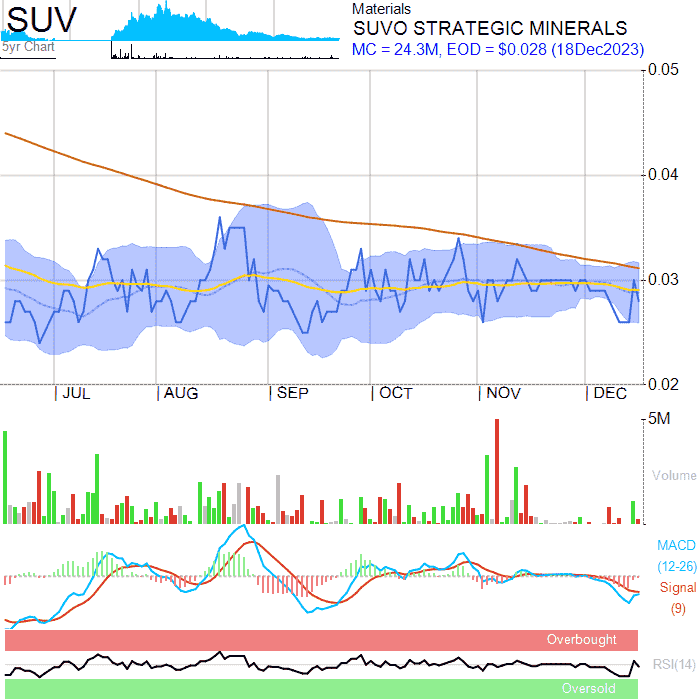 SUV
5yr Chart
Materials
SUVO STRATEGIC MINERALS
MC = 24.3M, EOD = $0.028 (18Dec2023)
0.05
0.04
0.03
0.02
JUL AUG SEP OCT NOV DEC
5M
Volume
MACD
(12-26)
Signal
(9)
Overbought
RSI(14)
Oversold